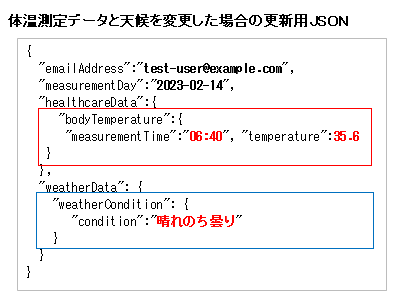 体温測定データと天候を変更した場合の更新用JSON
{
"emailAddress":"test-user@example.com",
"measurementDay":"2023-02-14",
"healthcareData":{
"bodyTemperature":{
"measurementTime":"06:40", "temperature":35.6
}
},
"weatherData": {
"weatherCondition": {
"condition":"晴れのち曇り"
}
}
}